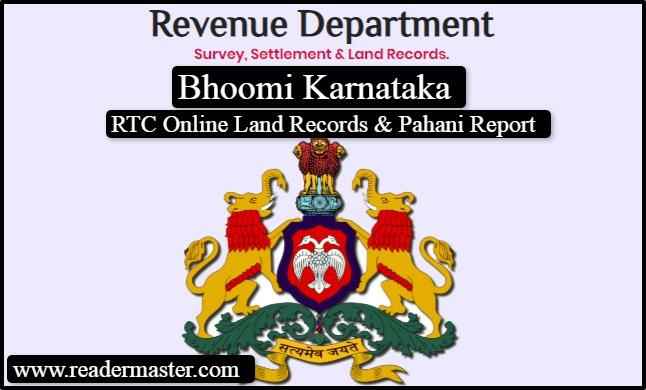 Revenue Department
Survey, Settlement & Land Records.
Bhoomi Karnataka
RTC Online Land Records & Pahani Report
सत्यमेव जयते
www.readermaster.com